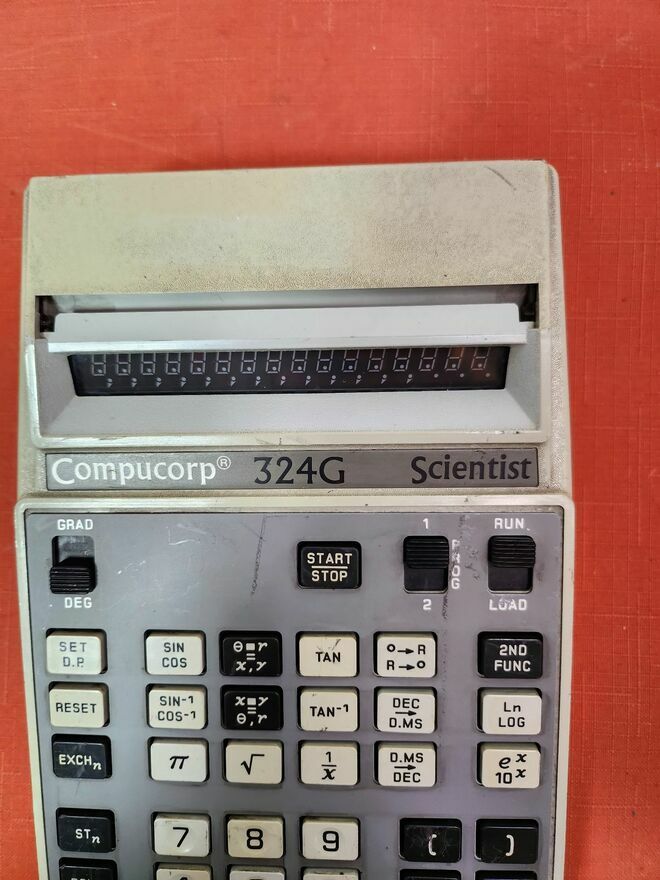 Compucorp® 324G Scientist
GRAD
DEG
START
STOP
1
PROG
2
RUN
LOAD
SET
D.P.
SIN
COS
θ■r
=
x,y
TAN
O→R
R→O
2ND
FUNC
RESET
SIN-1
COS-1
x■y
=
θ,r
TAN-1
DEC
→
D.MS
Ln
LOG
EXCHn
π
√
1
x
D.MS
→
DEC
eˣ
10ˣ
STn
7
8
9
(
)